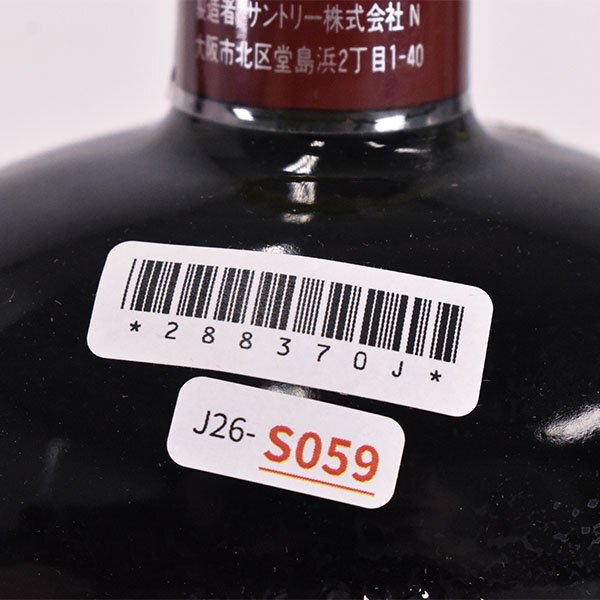 製造者 サントリー株式会社 N
大阪市北区堂島浜2丁目1-40
*288370J*
J26-S059